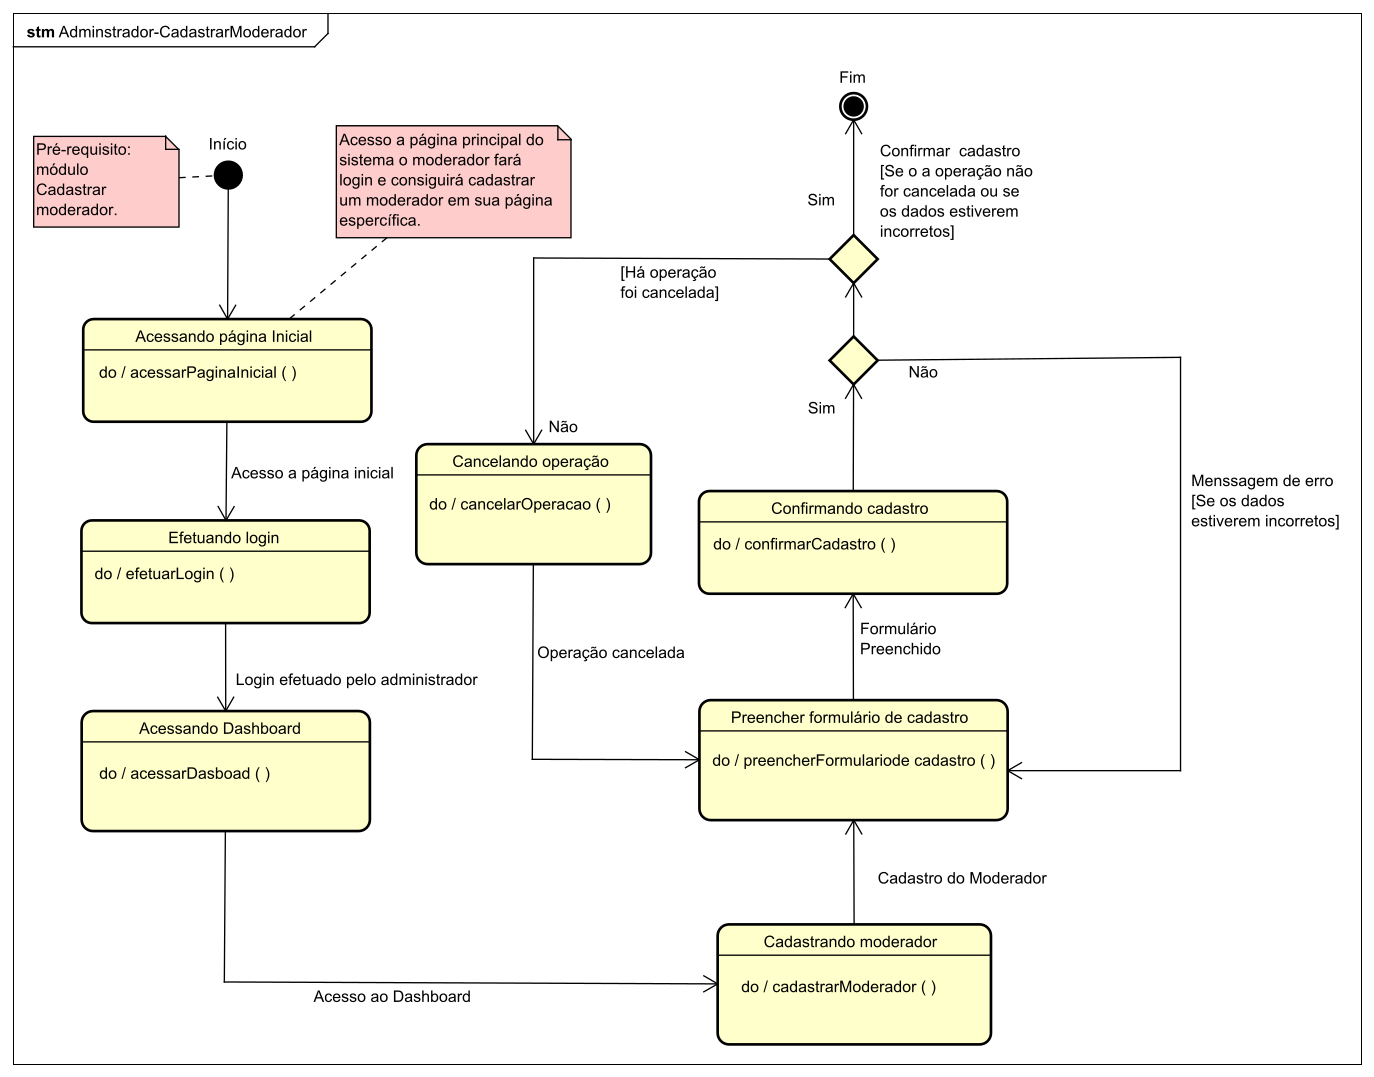 stm Adminstrador-CadastrarModerador
Fim
Início
Pré-requisito:
módulo
Cadastrar
moderador.
Acesso a página principal do
sistema o moderador fará
login e consiguirá cadastrar
um moderador em sua página
espercífica.
Confirmar  cadastro
[Se o a operação não
for cancelada ou se
os dados estiverem
incorretos]
Sim
[Há operação
foi cancelada]
Acessando página Inicial
do / acessarPaginaInicial ( )
Não
Sim
Não
Acesso a página inicial
Cancelando operação
do / cancelarOperacao ( )
Menssagem de erro
[Se os dados
estiverem incorretos]
Confirmando cadastro
do / confirmarCadastro ( )
Efetuando login
do / efetuarLogin ( )
Formulário
Preenchido
Operação cancelada
Login efetuado pelo administrador
Acessando Dashboard
do / acessarDasboad ( )
Preencher formulário de cadastro
do / preencherFormulariode cadastro ( )
Cadastro do Moderador
Cadastrando moderador
do / cadastrarModerador ( )
Acesso ao Dashboard